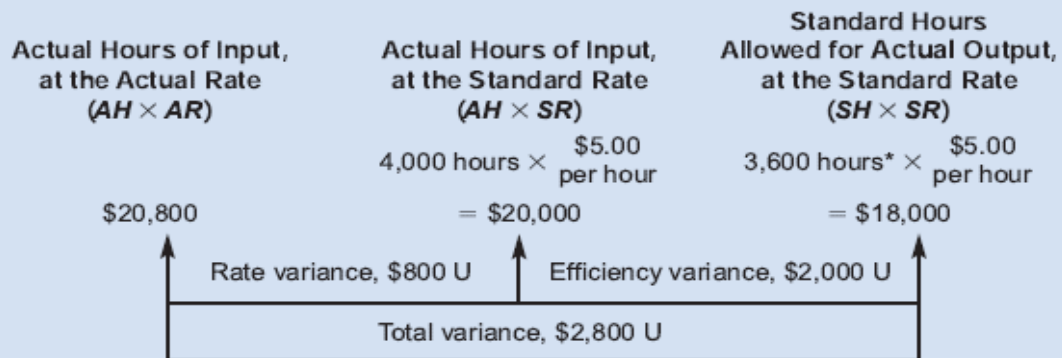 Actual Hours of Input,
at the Actual Rate
(AH × AR)
$20,800
Actual Hours of Input,
at the Standard Rate
(AH × SR)
4,000 hours × $5.00
per hour
= $20,000
Standard Hours
Allowed for Actual Output,
at the Standard Rate
(SH × SR)
3,600 hours* × $5.00
per hour
= $18,000
Rate variance, $800 U
Efficiency variance, $2,000 U
Total variance, $2,800 U